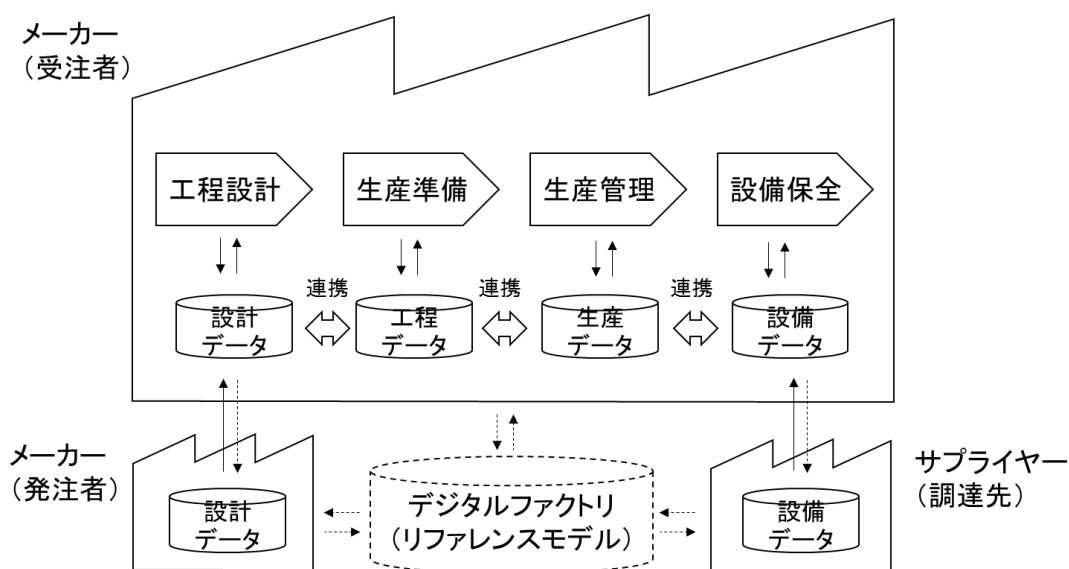 メーカー
（受注者）
工程設計
生産準備
生産管理
設備保全
連携
連携
連携
設計
データ
工程
データ
生産
データ
設備
データ
メーカー
（発注者）
設計
データ
デジタルファクトリ
（リファレンスモデル）
設備
データ
サプライヤー
（調達先）